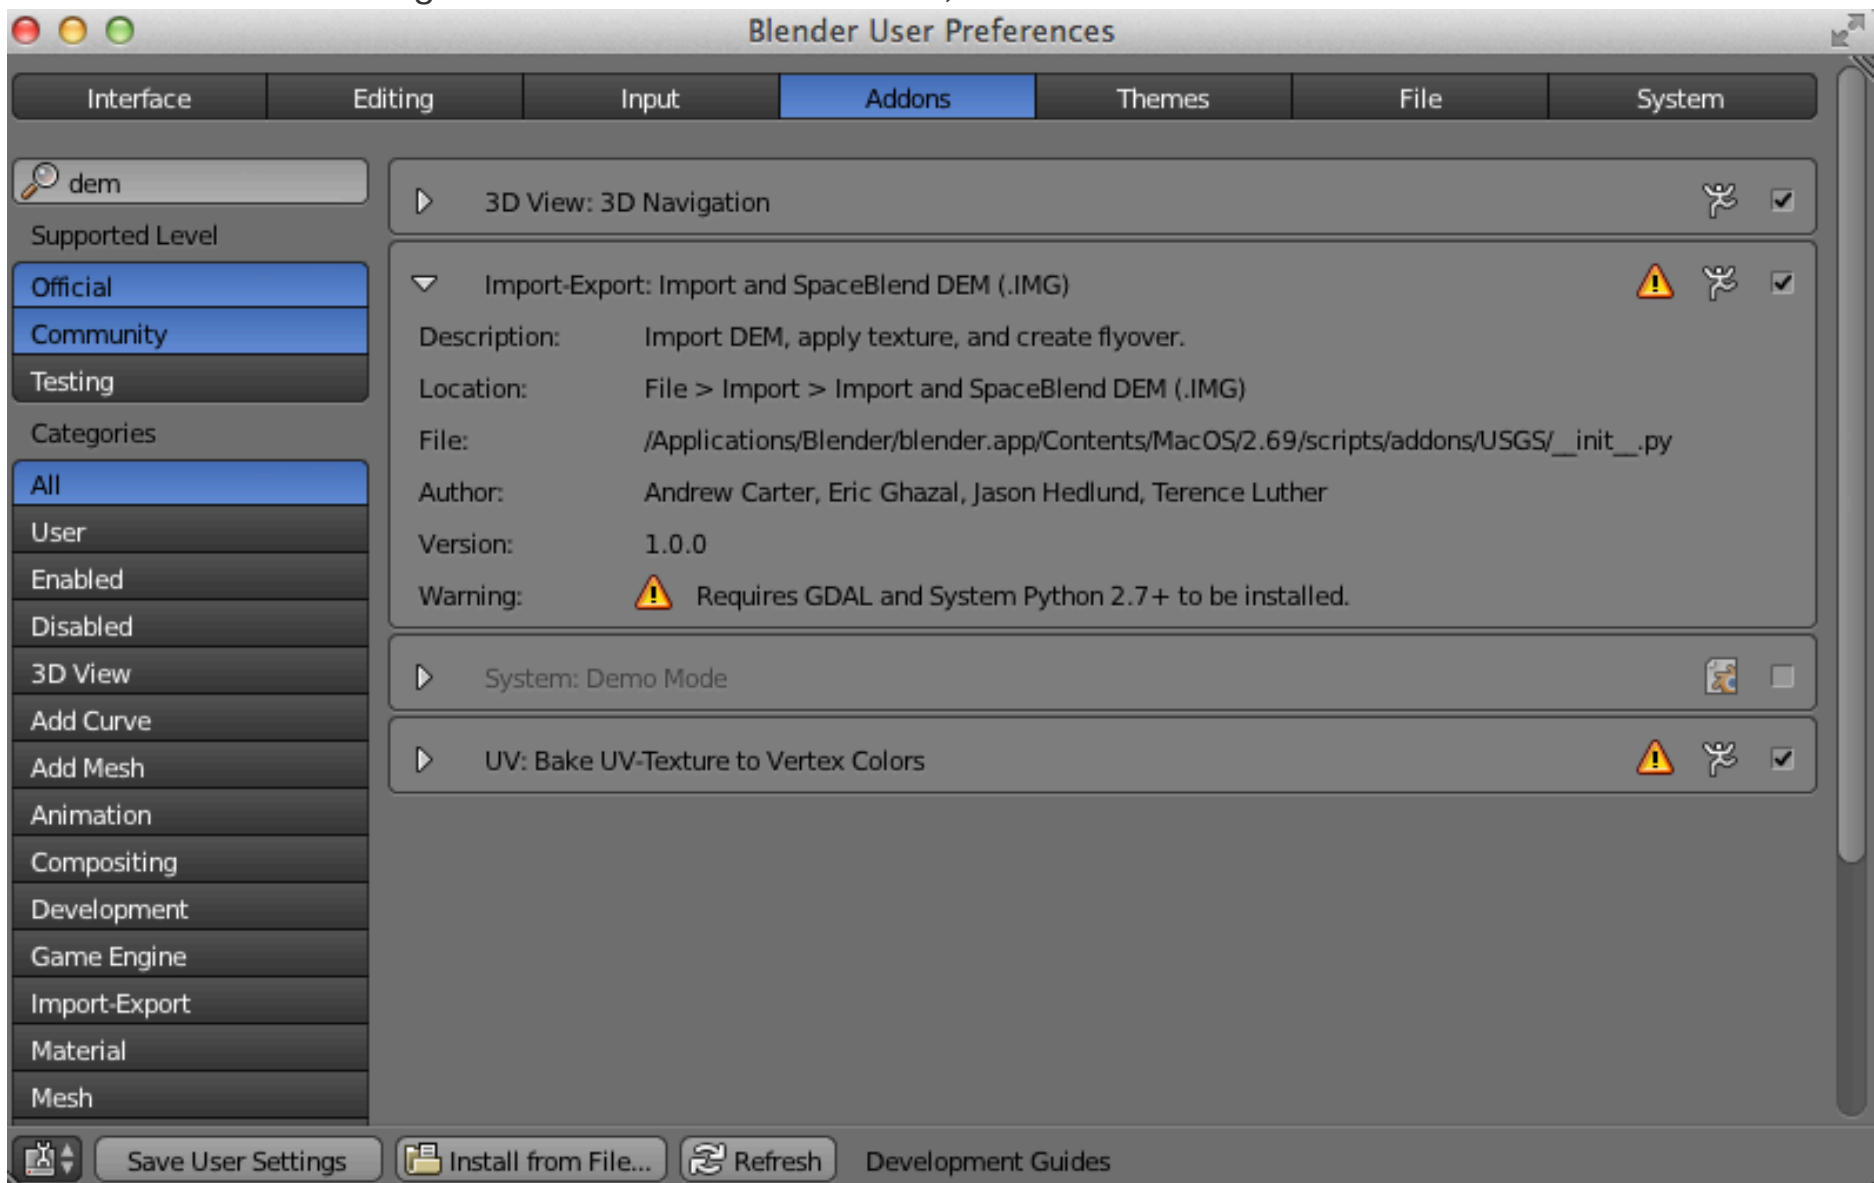 Blender User Preferences
Interface Editing Input Addons Themes File System
dem
Supported Level
Official
Community
Testing
Categories
All
User
Enabled
Disabled
3D View
Add Curve
Add Mesh
Animation
Compositing
Development
Game Engine
Import-Export
Material
Mesh
3D View: 3D Navigation
Import-Export: Import and SpaceBlend DEM (.IMG)
Description: Import DEM, apply texture, and create flyover.
Location: File > Import > Import and SpaceBlend DEM (.IMG)
File: /Applications/Blender/blender.app/Contents/MacOS/2.69/scripts/addons/USGS/__init__.py
Author: Andrew Carter, Eric Ghazal, Jason Hedlund, Terence Luther
Version: 1.0.0
Warning: Requires GDAL and System Python 2.7+ to be installed.
System: Demo Mode
UV: Bake UV-Texture to Vertex Colors
Save User Settings Install from File... Refresh Development Guides